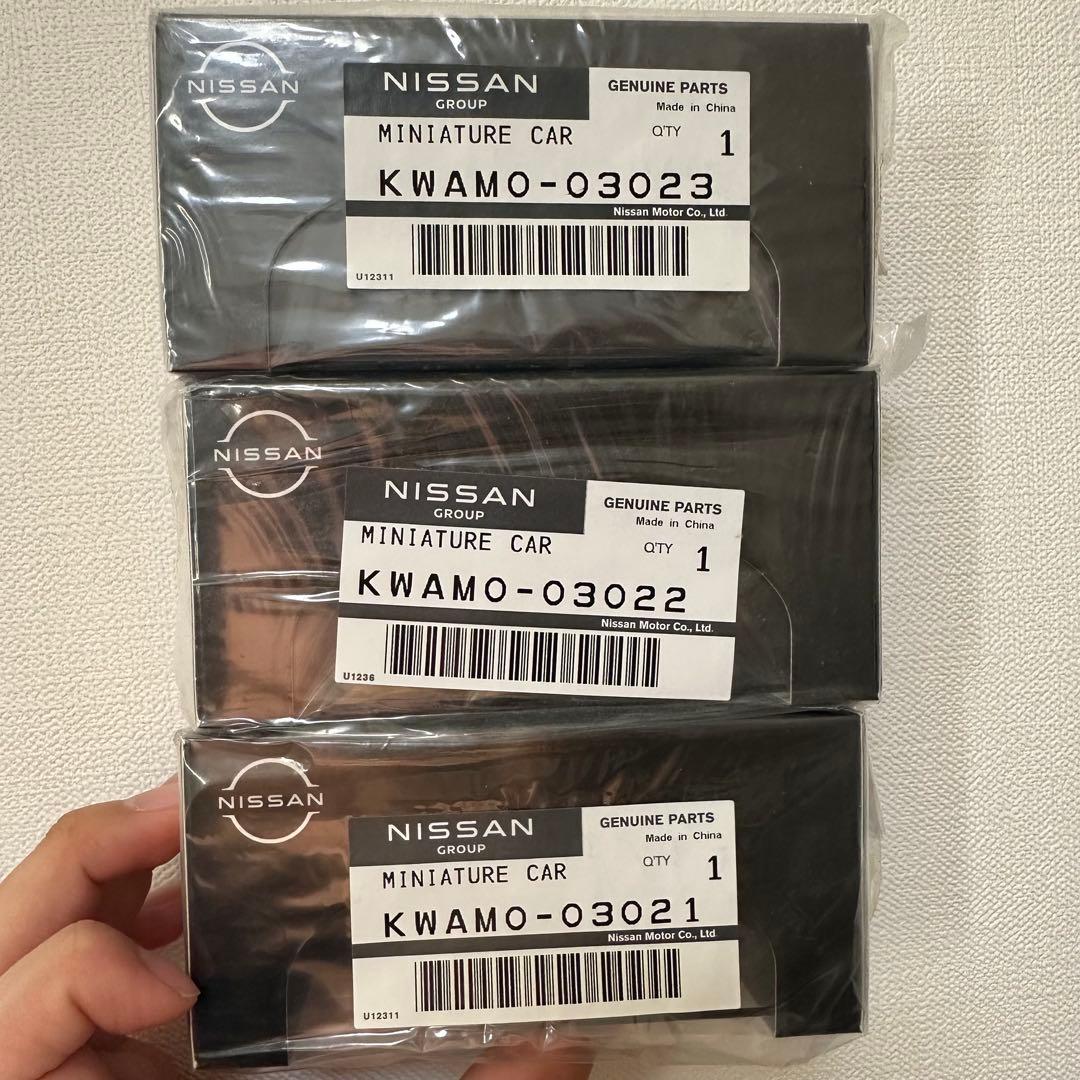 NISSAN
NISSAN
GROUP
GENUINE PARTS
Made in China
MINIATURE CAR
Q'TY 1
KWAM0-03023
Nissan Motor Co., Ltd.
U12311
NISSAN
NISSAN
GROUP
GENUINE PARTS
Made in China
MINIATURE CAR
Q'TY 1
KWAM0-03022
Nissan Motor Co., Ltd.
U1236
NISSAN
NISSAN
GROUP
GENUINE PARTS
Made in China
MINIATURE CAR
Q'TY 1
KWAM0-03021
Nissan Motor Co., Ltd.
U12311